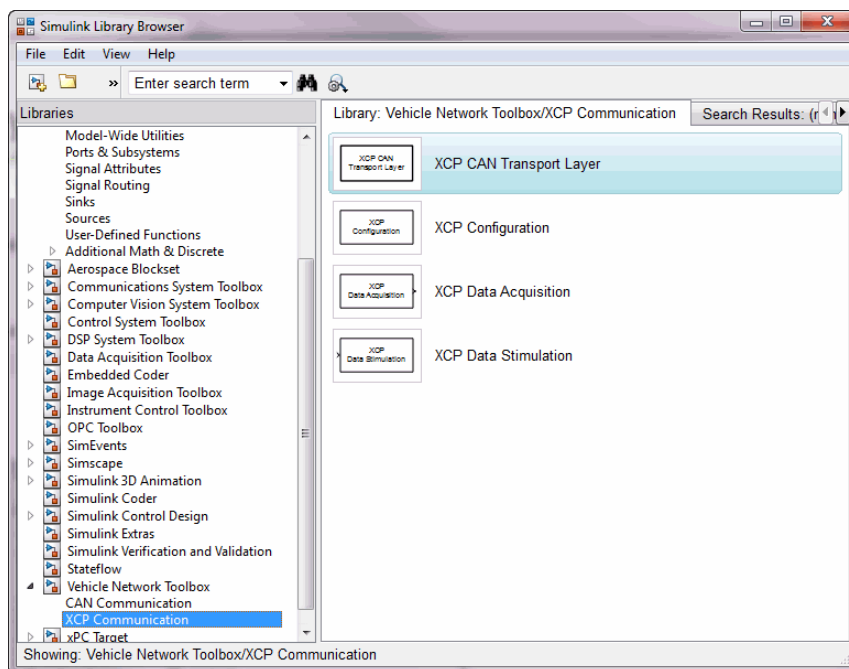 Simulink Library Browser
File Edit View Help
» Enter search term
Libraries
Library: Vehicle Network Toolbox/XCP Communication
Search Results: (
Model-Wide Utilities
Ports & Subsystems
Signal Attributes
Signal Routing
Sinks
Sources
User-Defined Functions
Additional Math & Discrete
Aerospace Blockset
Communications System Toolbox
Computer Vision System Toolbox
Control System Toolbox
DSP System Toolbox
Data Acquisition Toolbox
Embedded Coder
Image Acquisition Toolbox
Instrument Control Toolbox
OPC Toolbox
SimEvents
Simscape
Simulink 3D Animation
Simulink Coder
Simulink Control Design
Simulink Extras
Simulink Verification and Validation
Stateflow
Vehicle Network Toolbox
CAN Communication
XCP Communication
xPC Target
XCP CAN
Transport Layer
XCP CAN Transport Layer
XCP
Configuration
XCP Configuration
XCP
Data Acquisition
XCP Data Acquisition
XCP
Data Stimulation
XCP Data Stimulation
Showing: Vehicle Network Toolbox/XCP Communication